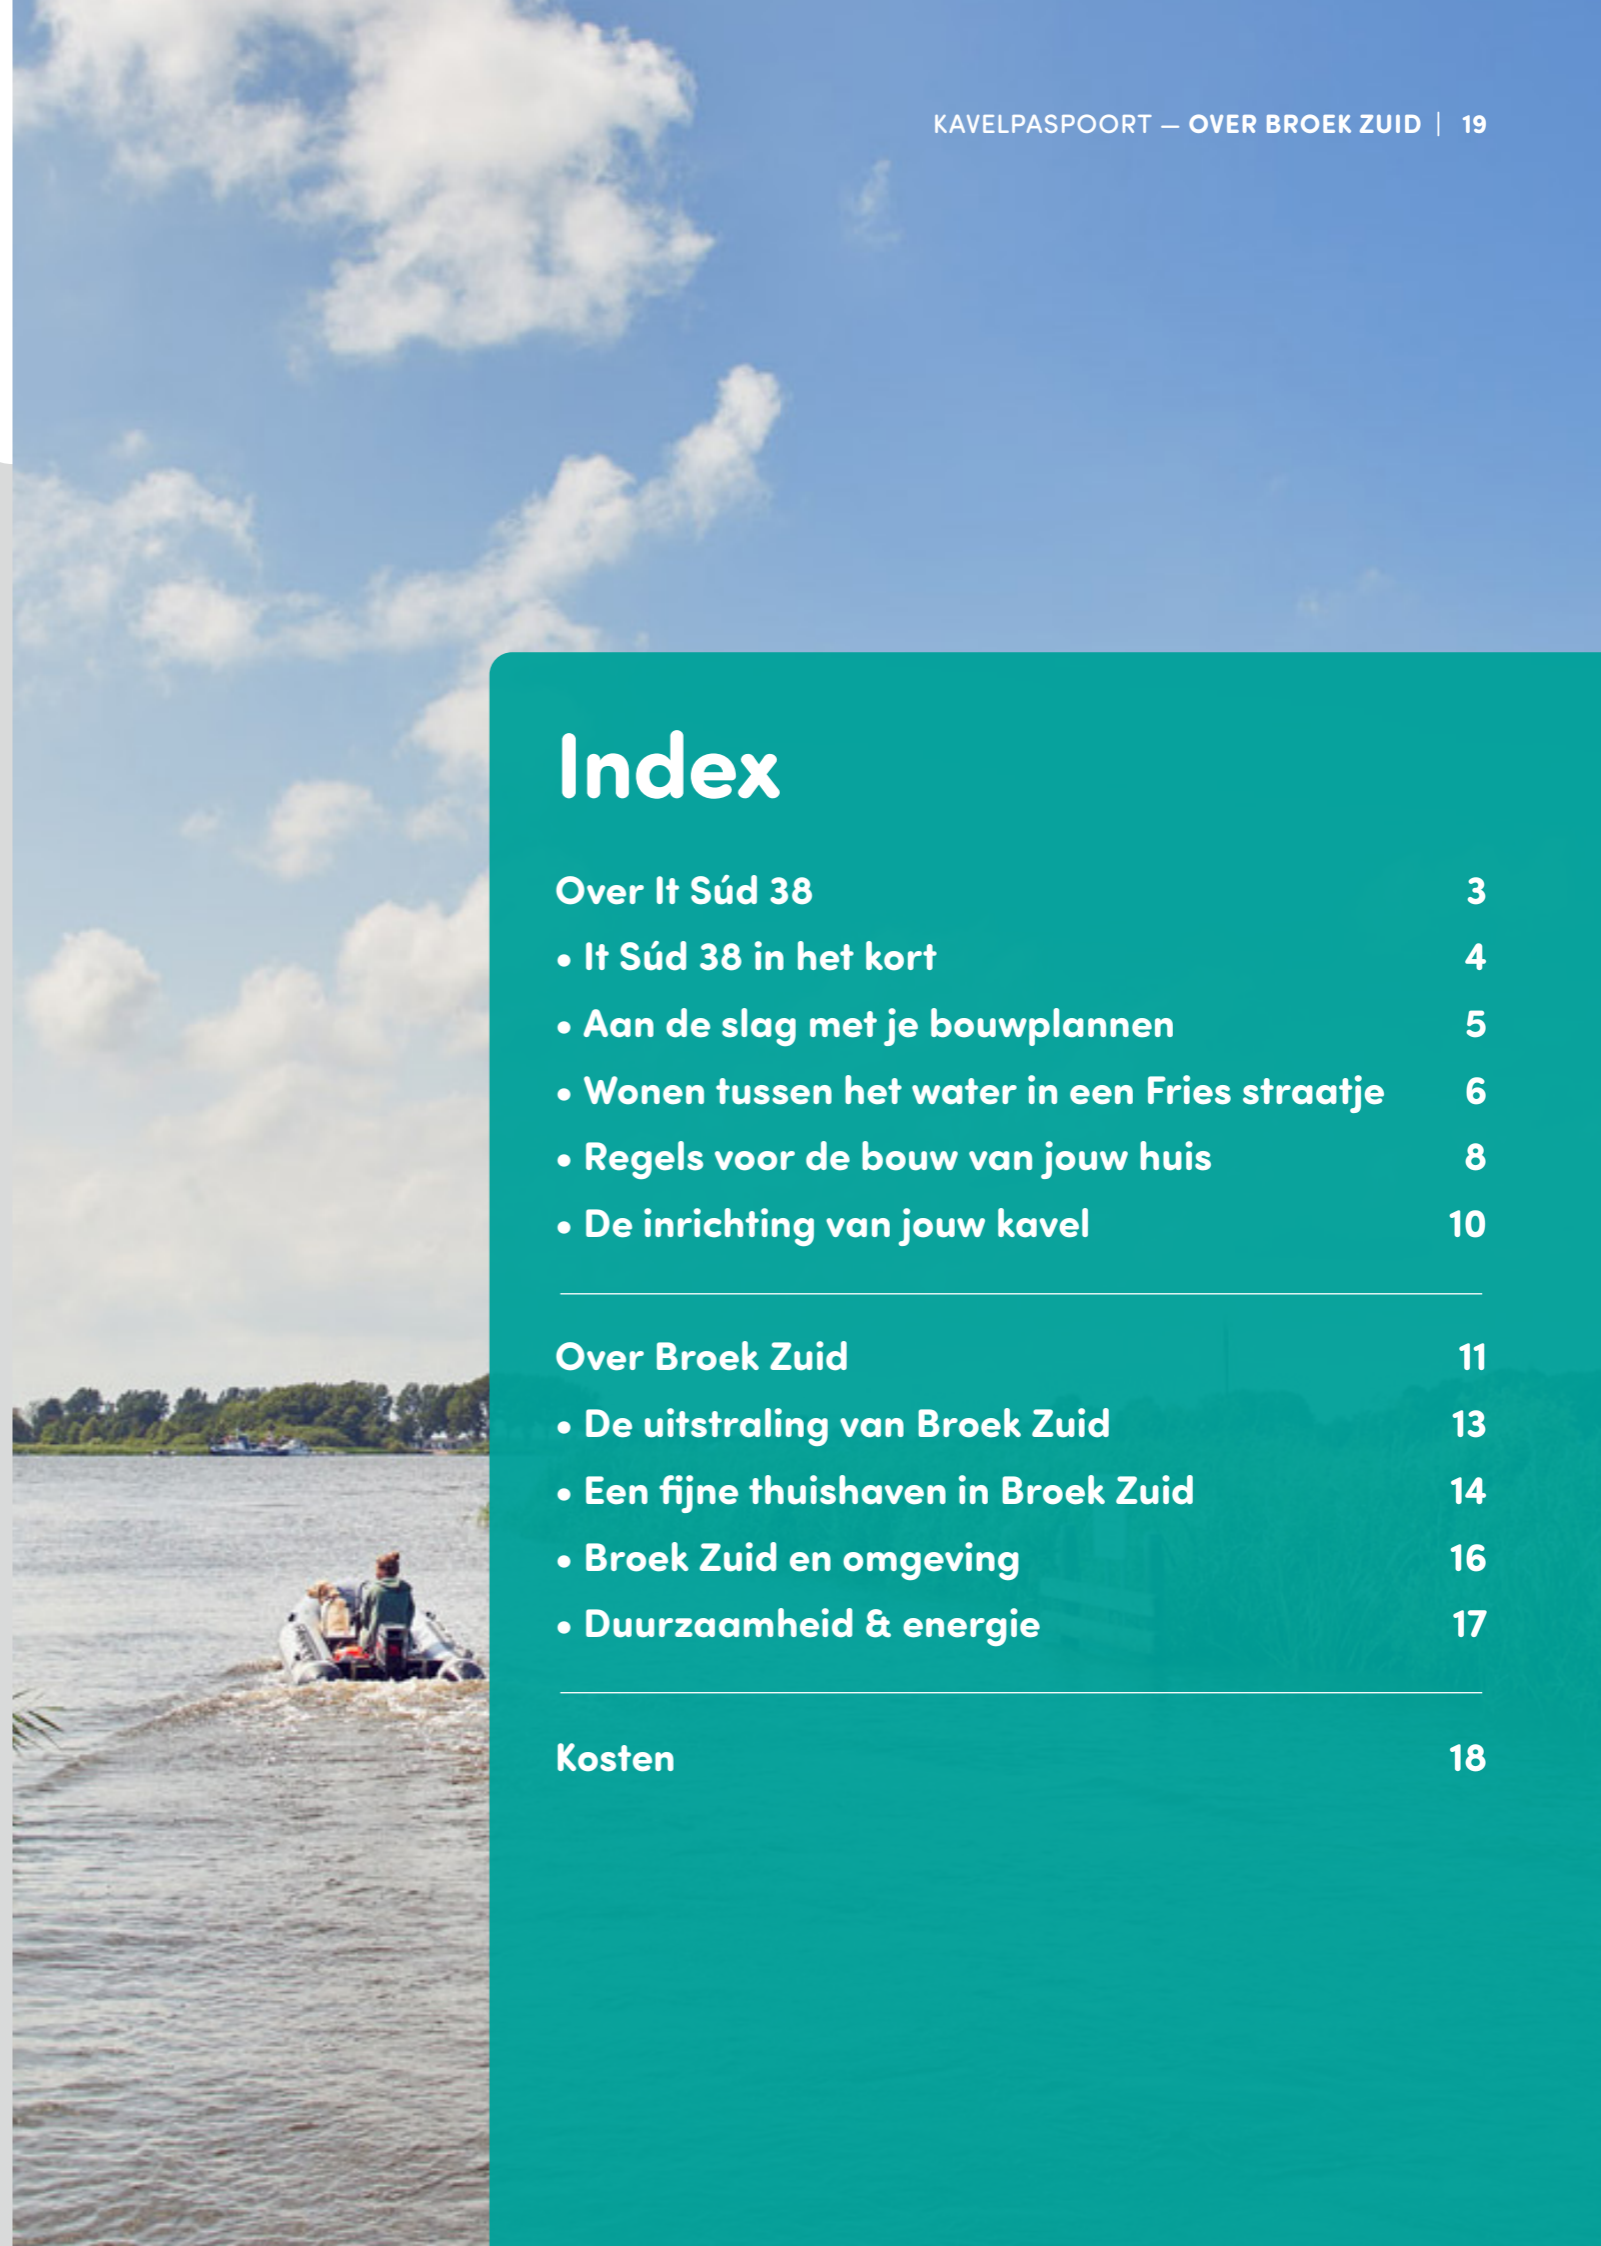 KAVELPASPOORT — OVER BROEK ZUID | 19
Index
Over It Súd 38 3
• It Súd 38 in het kort 4
• Aan de slag met je bouwplannen 5
• Wonen tussen het water in een Fries straatje 6
• Regels voor de bouw van jouw huis 8
• De inrichting van jouw kavel 10
Over Broek Zuid 11
• De uitstraling van Broek Zuid 13
• Een fijne thuishaven in Broek Zuid 14
• Broek Zuid en omgeving 16
• Duurzaamheid & energie 17
Kosten 18